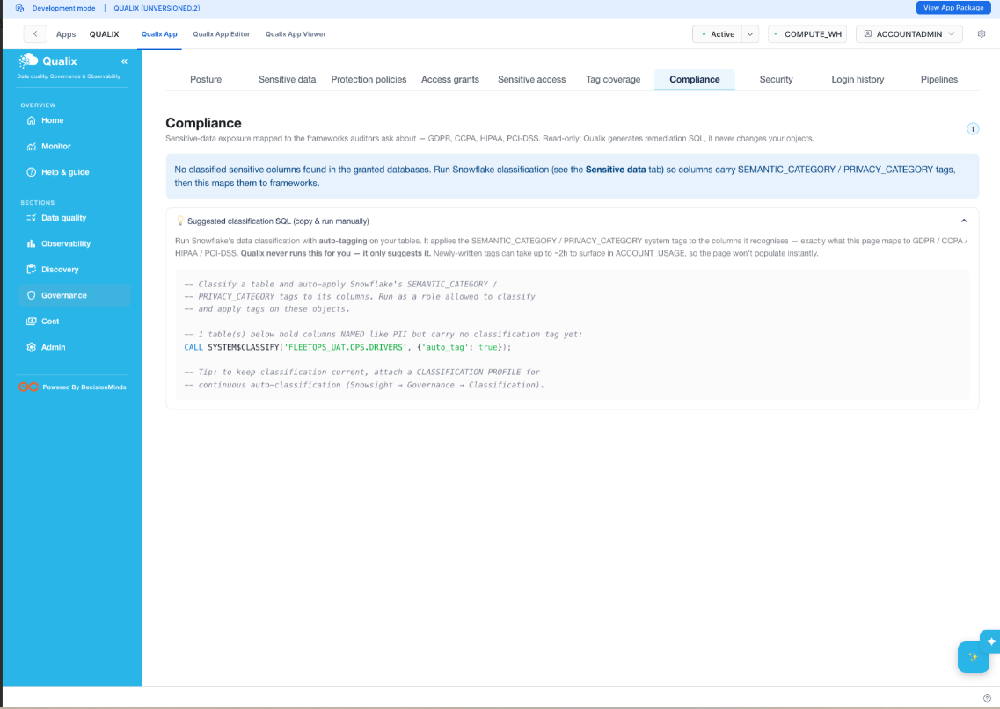 Development mode | QUALIX (UNVERSIONED.2)
View App Package
Apps QUALIX Qualix App Qualix App Editor Qualix App Viewer
Active COMPUTE_WH ACCOUNTADMIN
Qualix «
Data quality, Governance & Observability
OVERVIEW
Home
Monitor
Help & guide
SECTIONS
Data quality
Observability
Discovery
Governance
Cost
Admin
Powered By DecisionMinds
Posture Sensitive data Protection policies Access grants Sensitive access Tag coverage Compliance Security Login history Pipelines
Compliance
Sensitive-data exposure mapped to the frameworks auditors ask about — GDPR, CCPA, HIPAA, PCI-DSS. Read-only: Qualix generates remediation SQL, it never changes your objects.
i
No classified sensitive columns found in the granted databases. Run Snowflake classification (see the Sensitive data tab) so columns carry SEMANTIC_CATEGORY / PRIVACY_CATEGORY tags,
then this maps them to frameworks.
Suggested classification SQL (copy & run manually)
Run Snowflake's data classification with auto-tagging on your tables. It applies the SEMANTIC_CATEGORY / PRIVACY_CATEGORY system tags to the columns it recognises — exactly what this page maps to GDPR / CCPA /
HIPAA / PCI-DSS. Qualix never runs this for you — it only suggests it. Newly-written tags can take up to ~2h to surface in ACCOUNT_USAGE, so the page won't populate instantly.
-- Classify a table and auto-apply Snowflake's SEMANTIC_CATEGORY /
-- PRIVACY_CATEGORY tags to its columns. Run as a role allowed to classify
-- and apply tags on these objects.
-- 1 table(s) below hold columns NAMED like PII but carry no classification tag yet:
CALL SYSTEM$CLASSIFY('FLEETOPS_UAT.OPS.DRIVERS', {'auto_tag': true});
-- Tip: to keep classification current, attach a CLASSIFICATION PROFILE for
-- continuous auto-classification (Snowsight → Governance → Classification).